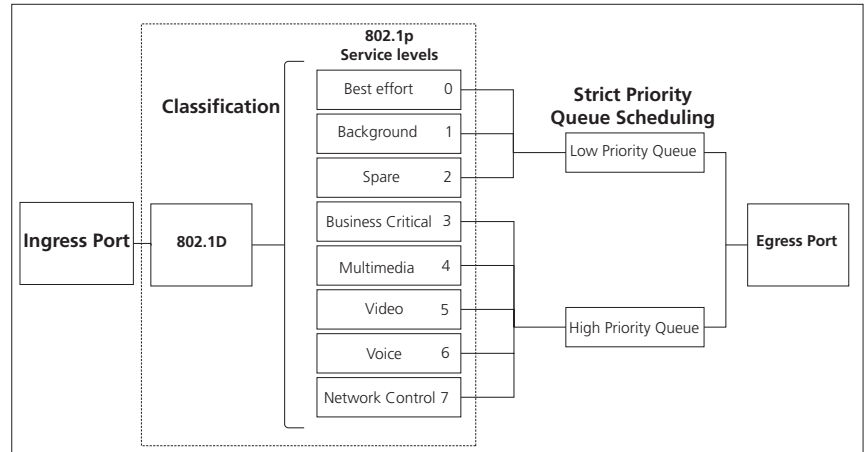 802.1p
Service levels
Classification
Strict Priority
Queue Scheduling
Ingress Port
802.1D
Best effort 0
Background 1
Spare 2
Business Critical 3
Multimedia 4
Video 5
Voice 6
Network Control 7
Low Priority Queue
High Priority Queue
Egress Port